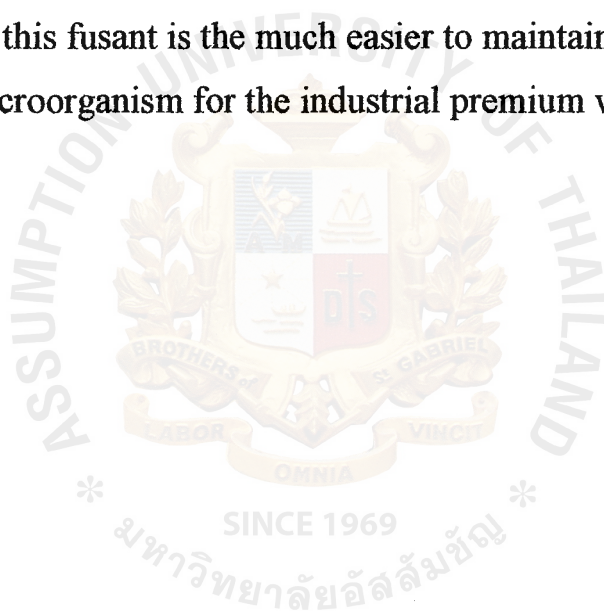 this fusant is the much easier to maintain
croorganism for the industrial premium
ASSUMPTION UNIVERSITY OF THAILAND
A M
D S
BROTHERS of ST GABRIEL
LABOR
OMNIA
VINCIT
SINCE 1969
มหาวิทยาลัยอัสสัมชัญ